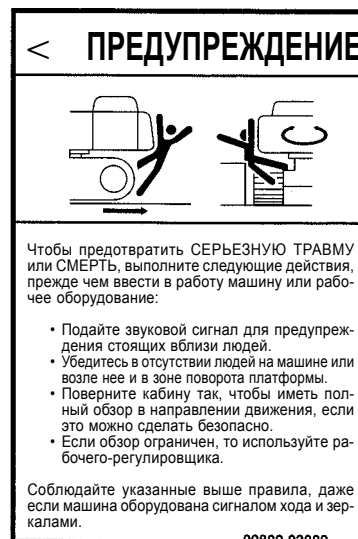 < ПРЕДУПРЕЖДЕНИЕ
Чтобы предотвратить СЕРЬЕЗНУЮ ТРАВМУ
или СМЕРТЬ, выполните следующие действия,
прежде чем ввести в работу машину или рабо-
чее оборудование:
• Подайте звуковой сигнал для предупреж-
дения стоящих вблизи людей.
• Убедитесь в отсутствии людей на машине или
возле нее и в зоне поворота платформы.
• Поверните кабину так, чтобы иметь пол-
ный обзор в направлении движения, если
это можно сделать безопасно.
• Если обзор ограничен, то используйте ра-
бочего-регулировщика.
Соблюдайте указанные выше правила, даже
если машина оборудована сигналом хода и зер-
калами.